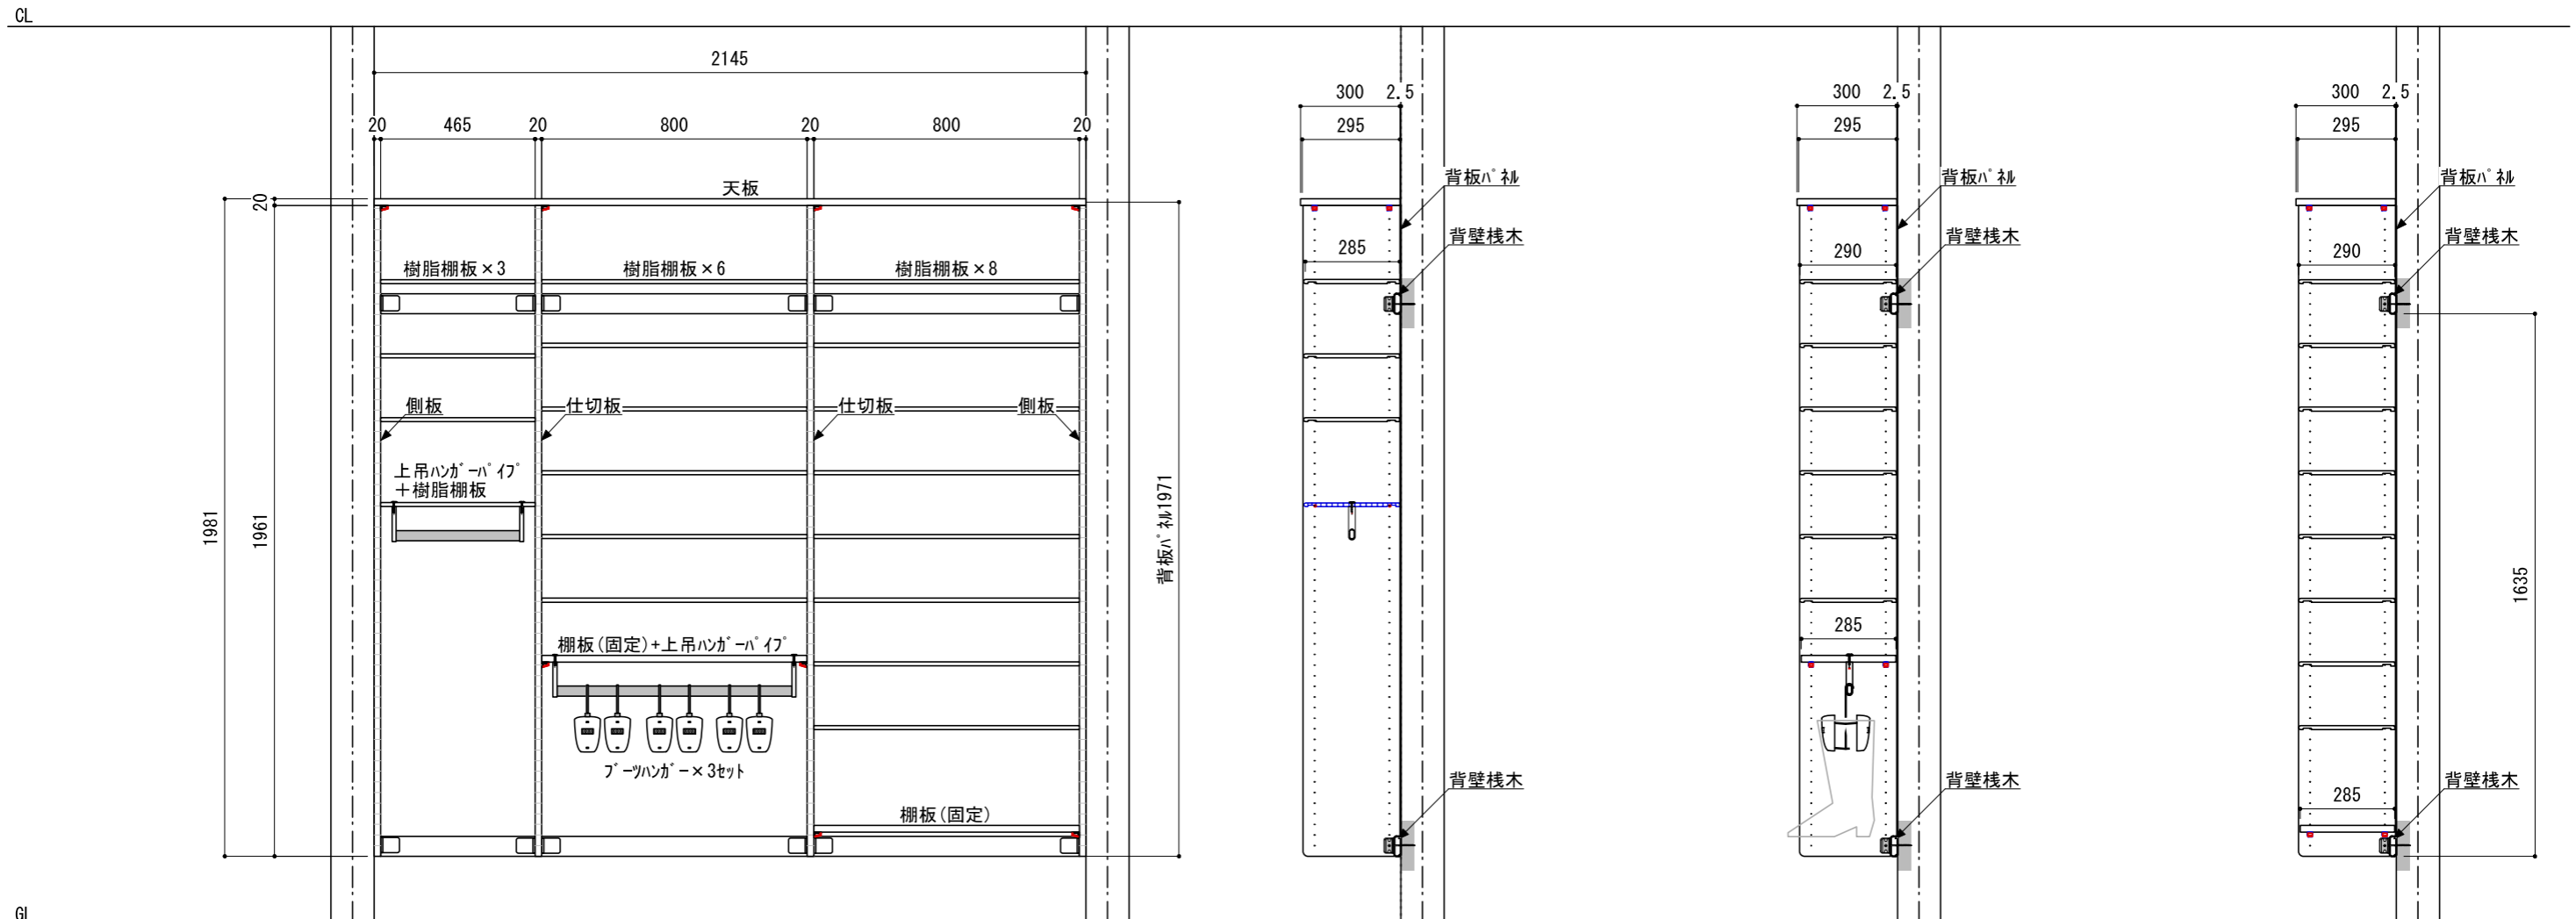 CL
2145
300 2.5
300 2.5
300 2.5
20 465 20 800 20 800 20
295
295
295
天板
背板ﾊﾟﾈﾙ
背板ﾊﾟﾈﾙ
背板ﾊﾟﾈﾙ
20
背壁桟木
背壁桟木
背壁桟木
285
290
290
樹脂棚板×3
樹脂棚板×6
樹脂棚板×8
側板
仕切板
仕切板
側板
上吊ﾊﾝｶﾞｰﾊﾟｲﾌﾟ
＋樹脂棚板
1981
1961
背板ﾊﾟﾈﾙ1971
1635
棚板(固定)+上吊ﾊﾝｶﾞｰﾊﾟｲﾌﾟ
285
ﾌﾞｰﾂﾊﾝｶﾞｰ×3ｾｯﾄ
背壁桟木
背壁桟木
背壁桟木
棚板(固定)
285
GL